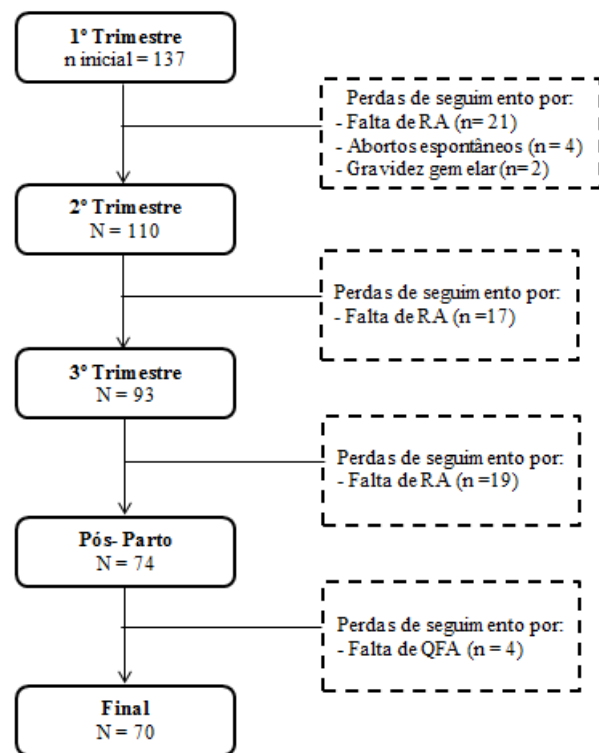 1º Trimestre
n inicial = 137
Perdas de seguimento por:
- Falta de RA (n= 21)
- Abortos espontâneos (n = 4)
- Gravidez gemelar (n= 2)
2º Trimestre
N = 110
Perdas de seguimento por:
- Falta de RA (n =17)
3º Trimestre
N = 93
Perdas de seguimento por:
- Falta de RA (n =19)
Pós- Parto
N = 74
Perdas de seguimento por:
- Falta de QFA (n = 4)
Final
N = 70